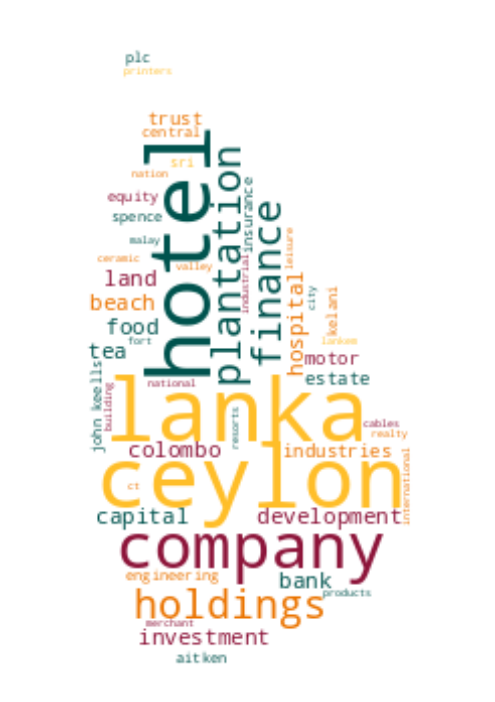 plc
printers
trust
central
hotel
sri
plantation
nation
insurance
equity
finance
spence
leisure
malay
ceramic
valley
industrial
land
hospital
city
beach
kelani
food
fort
lankem
tea
motor
john keells
building
national
estate
lanka
resorts
cables
realty
colombo
industries
international
ceylon
ct
capital
development
company
engineering
bank
products
holdings
merchant
investment
aitken